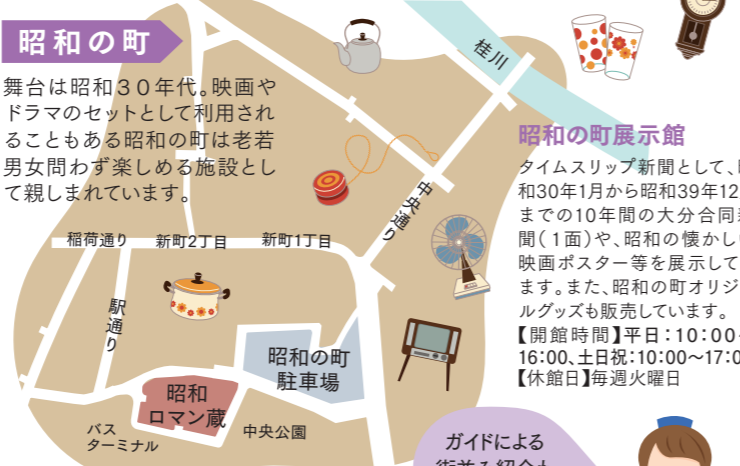 昭和の町
舞台は昭和30年代。映画や
ドラマのセットとして利用され
ることもある昭和の町は老若
男女問わず楽しめる施設とし
て親しまれています。
桂川
中央通り
稲荷通り
新町2丁目
新町1丁目
駅通り
昭和の町
駐車場
昭和
ロマン蔵
バス
ターミナル
中央公園
昭和の町展示館
タイムスリップ新聞として、
和30年1月から昭和39年12
までの10年間の大分合同
聞(1面)や、昭和の懐かし
映画ポスター等を展示して
ます。また、昭和の町オリジ
ルグッズも販売しています。
【開館時間】平日:10:00
16:00、土日祝:10:00〜17:0
【休館日】毎週火曜日
ガイドによる